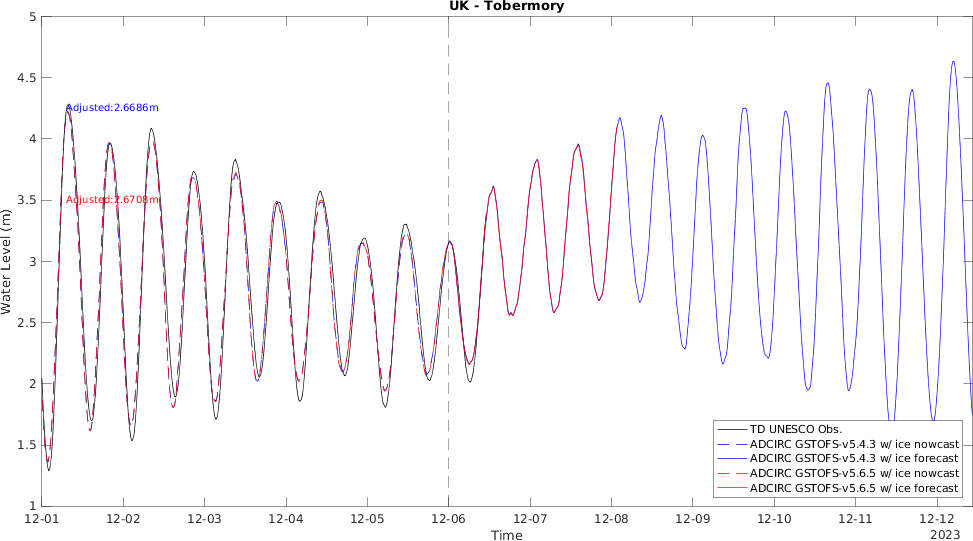 UK - Tobermory
5
4.5
4
3.5
3
2.5
2
1.5
1
Water Level (m)
Adjusted:2.6686m
Adjusted:2.6708m
TD UNESCO Obs.
ADCIRC GSTOFS-v5.4.3 w/ ice nowcast
ADCIRC GSTOFS-v5.4.3 w/ ice forecast
ADCIRC GSTOFS-v5.6.5 w/ ice nowcast
ADCIRC GSTOFS-v5.6.5 w/ ice forecast
12-01 12-02 12-03 12-04 12-05 12-06 12-07 12-08 12-09 12-10 12-11 12-12
2023
Time